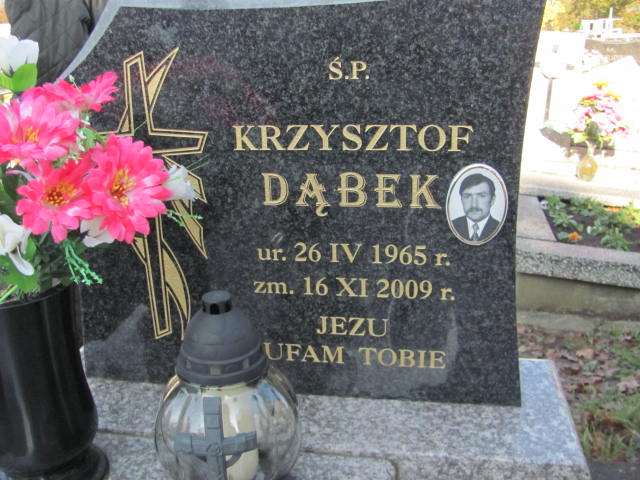 Ś.P.
KRZYSZTOF
DĄBEK
ur. 26 IV 1965 r.
zm. 16 XI 2009 r.
JEZU
UFAM TOBIE